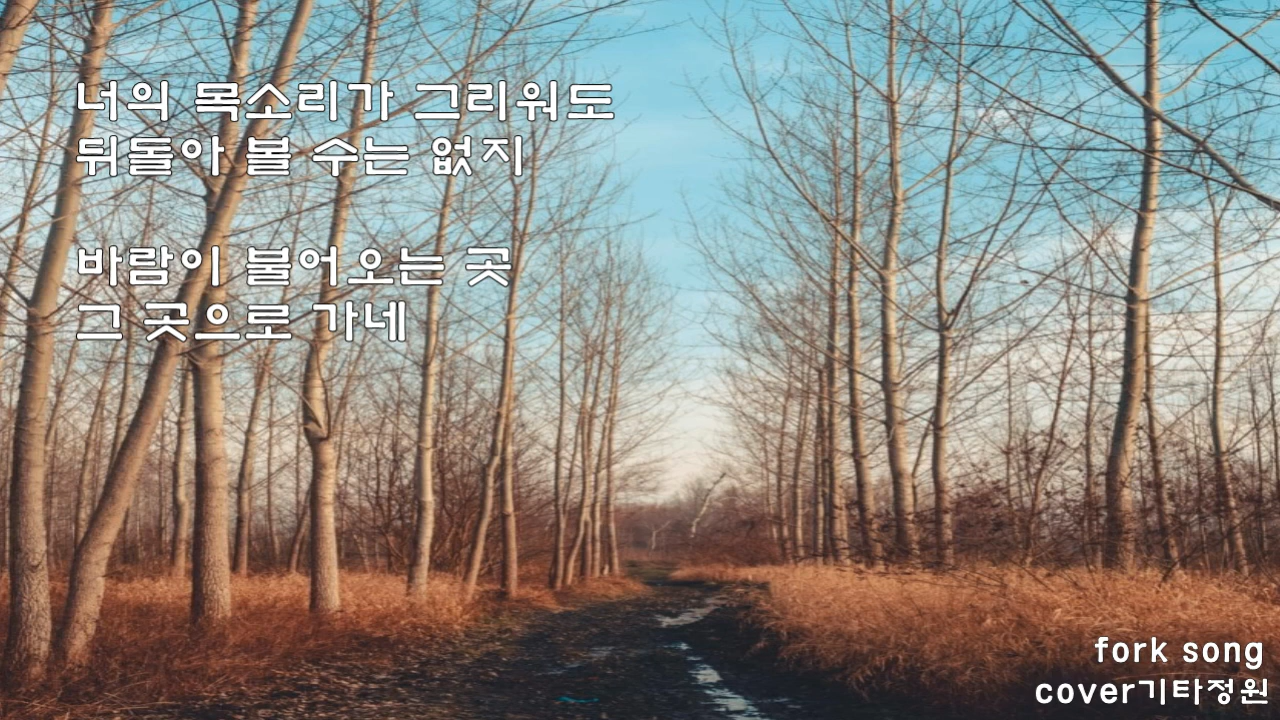 너의 목소리가 그리워도
뒤돌아 볼 수는 없지
바람이 불어오는 곳
그 곳으로 가네
fork song
cover기타정원